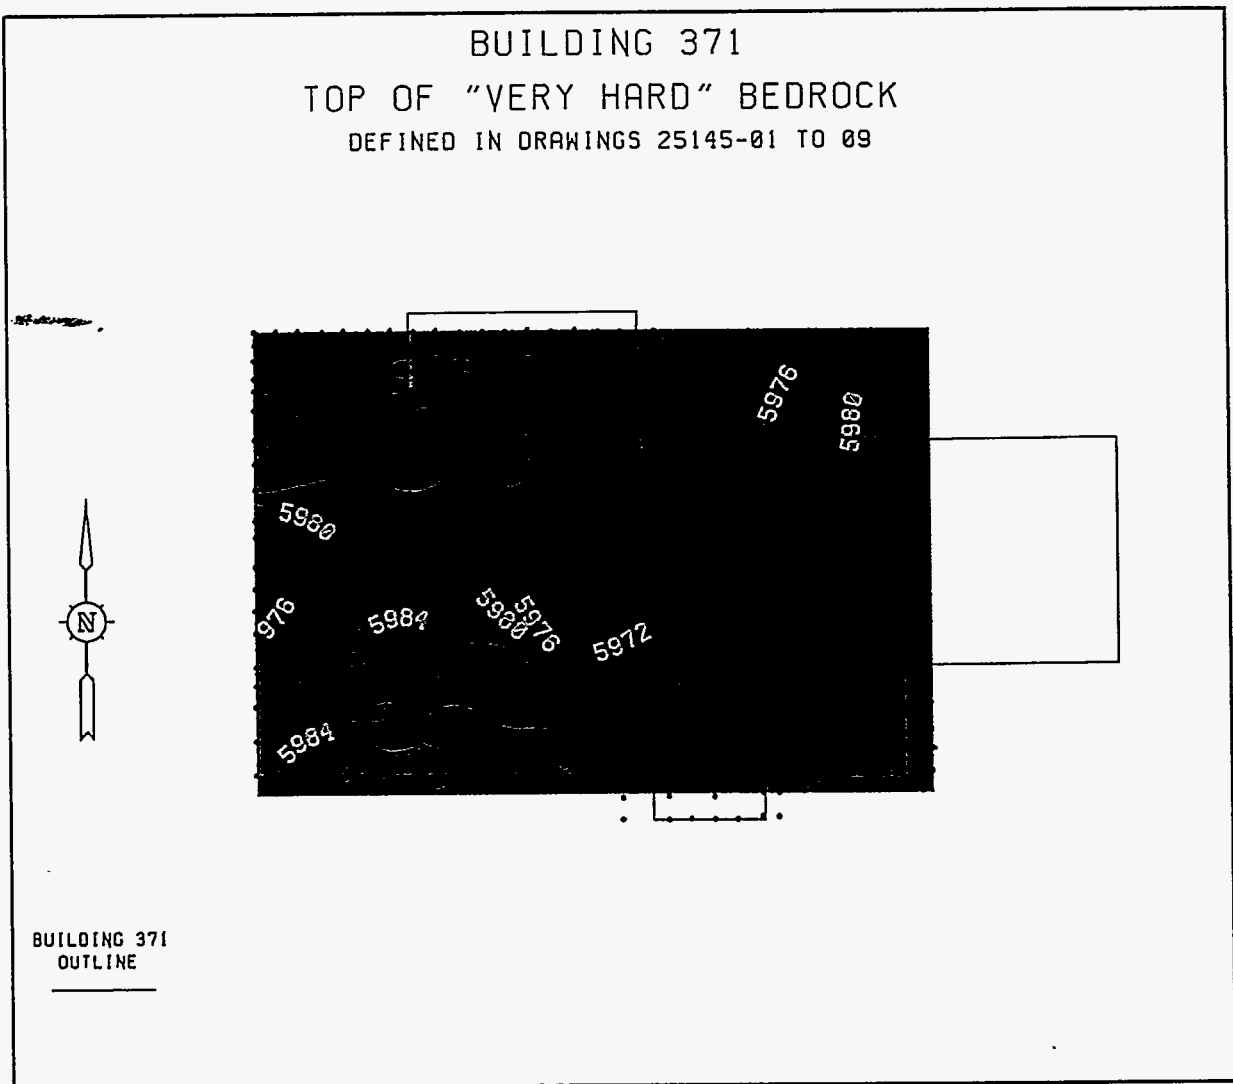 BUILDING 371
TOP OF "VERY HARD" BEDROCK
DEFINED IN DRAWINGS 25145-01 TO 09
5976
5980
5980
976
5984
5980
5976
5972
5984
N
BUILDING 371
OUTLINE